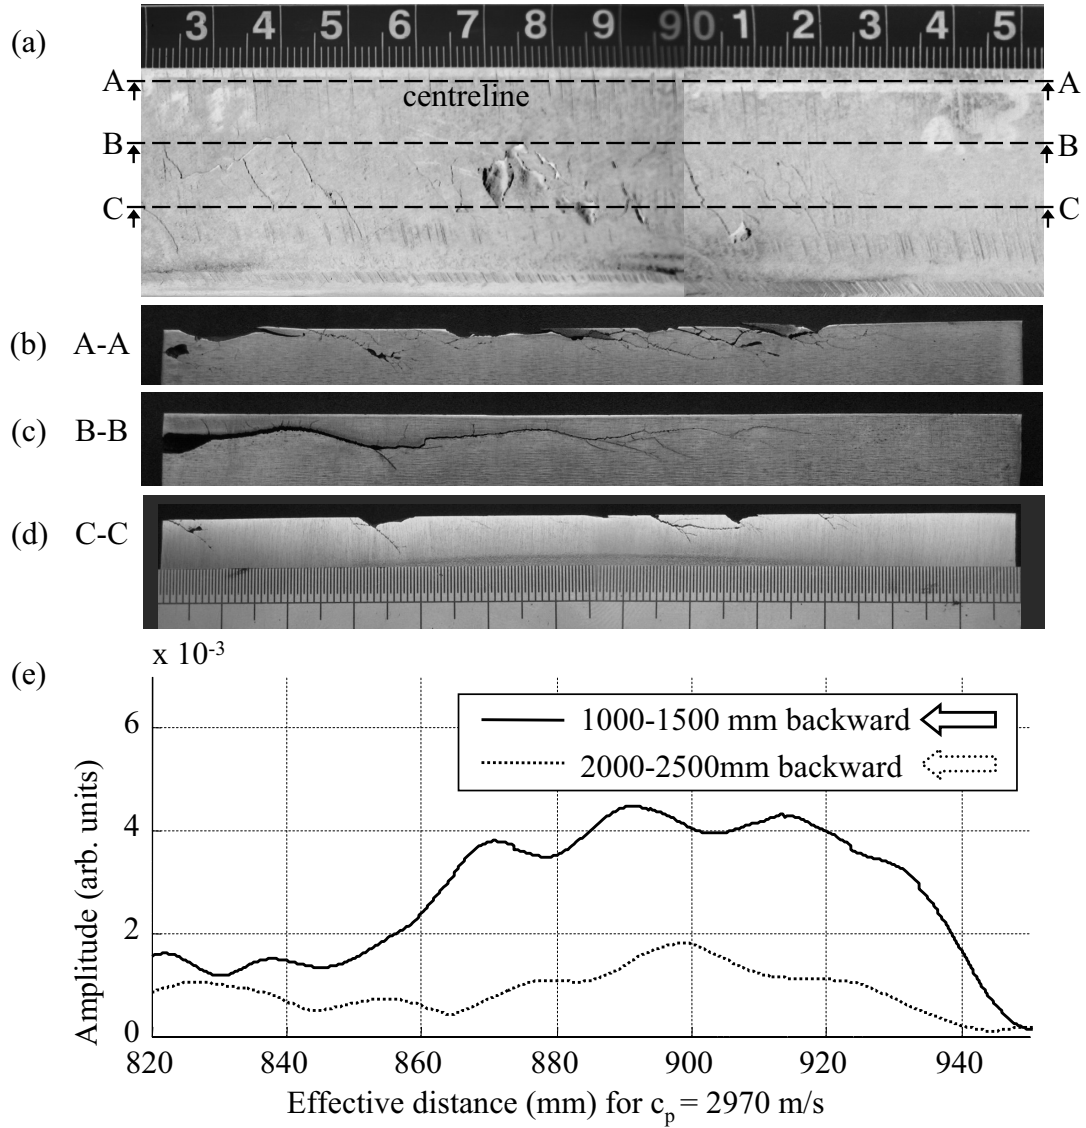 (a)
3 4 5 6 7 8 9 9 0 1 2 3 4 5
A A
centreline
B B
C C
(b) A-A
(c) B-B
(d) C-C
(e)
x 10-3
1000-1500 mm backward
2000-2500mm backward
6
4
2
0
Amplitude (arb. units)
820 840 860 880 900 920 940
Effective distance (mm) for cp = 2970 m/s